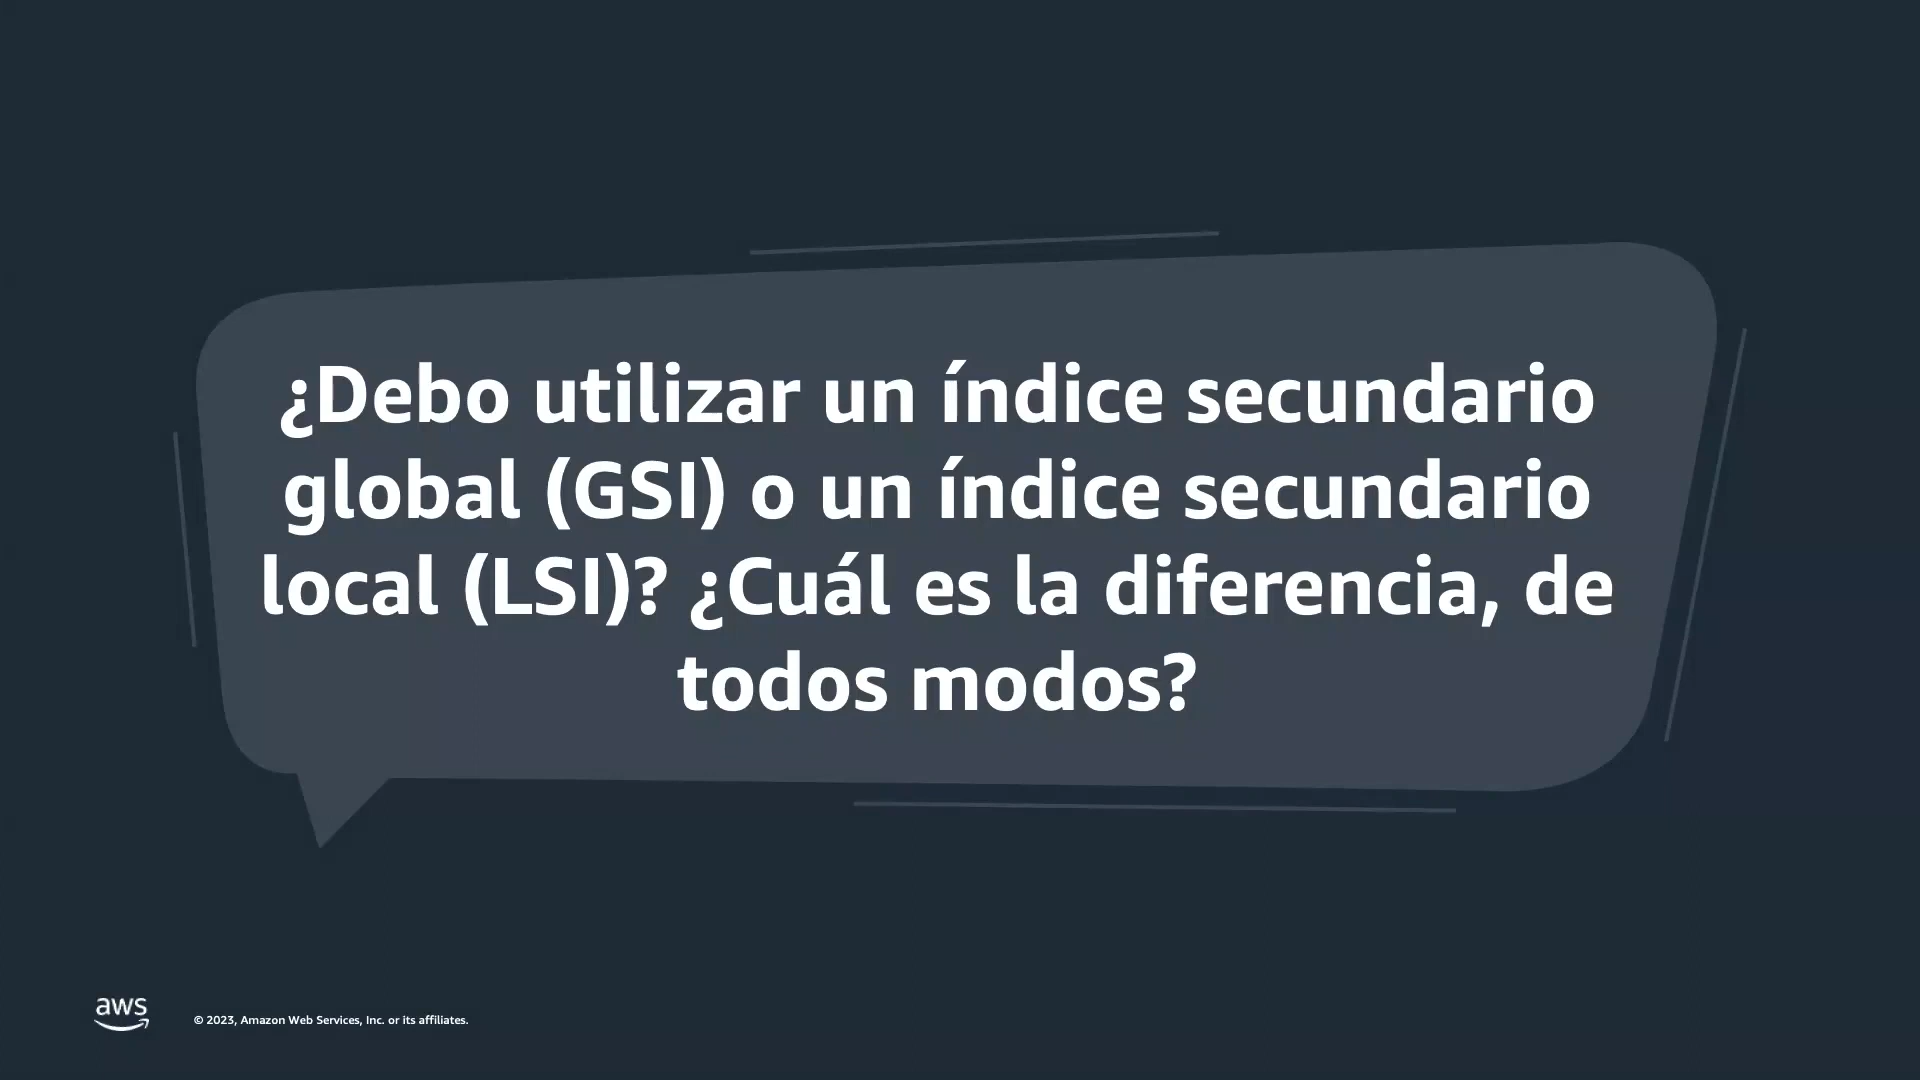 ¿Debo utilizar un índice secundario
global (GSI) o un índice secundario
local (LSI)? ¿Cuál es la diferencia, de
todos modos?
aws
© 2023, Amazon Web Services, Inc. or its affiliates.